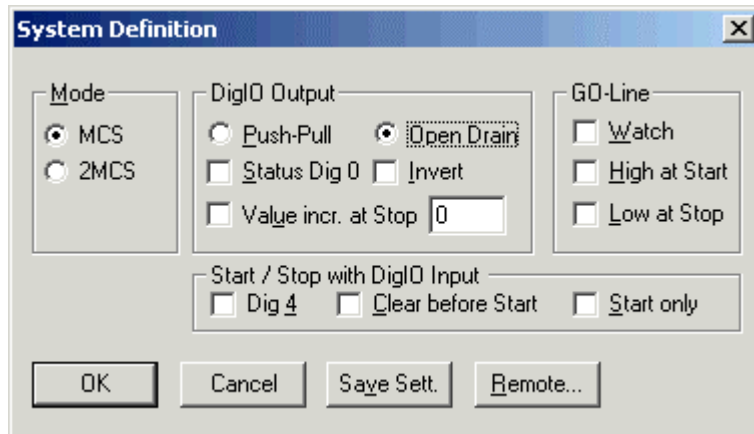 System Definition
Mode
MCS
2MCS
DigIO Output
Push-Pull Open Drain
Status Dig 0 Invert
Value incr. at Stop 0
GO-Line
Watch
High at Start
Low at Stop
Start / Stop with DigIO Input
Dig 4 Clear before Start Start only
OK Cancel Save Sett. Remote...